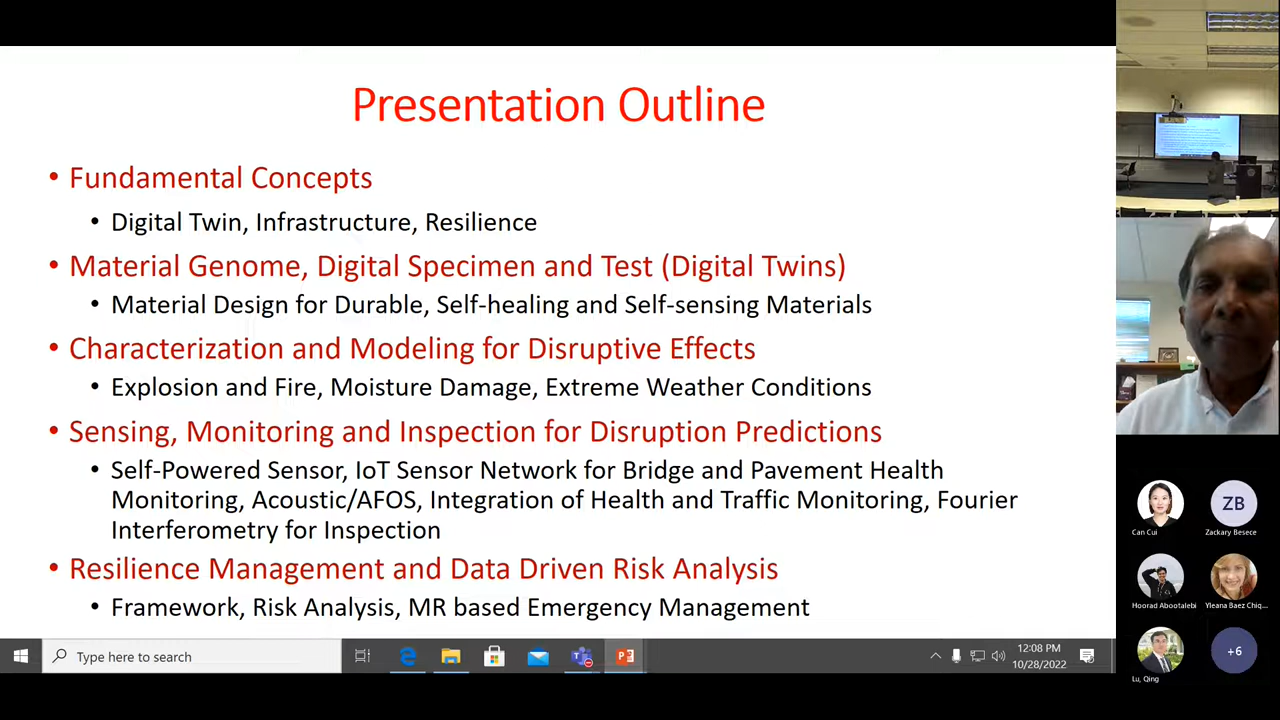 Presentation Outline
• Fundamental Concepts
• Digital Twin, Infrastructure, Resilience
• Material Genome, Digital Specimen and Test (Digital Twins)
• Material Design for Durable, Self-healing and Self-sensing Materials
• Characterization and Modeling for Disruptive Effects
• Explosion and Fire, Moisture Damage, Extreme Weather Conditions
• Sensing, Monitoring and Inspection for Disruption Predictions
• Self-Powered Sensor, IoT Sensor Network for Bridge and Pavement Health
Monitoring, Acoustic/AFOS, Integration of Health and Traffic Monitoring, Fourier
Interferometry for Inspection
• Resilience Management and Data Driven Risk Analysis
• Framework, Risk Analysis, MR based Emergency Management
Type here to search
12:08 PM
10/28/2022
ZB
Can Cui
Zackary Besece
Hoorad Abootalebi
Yleana Baez Chiq...
+6
Lu, Qing